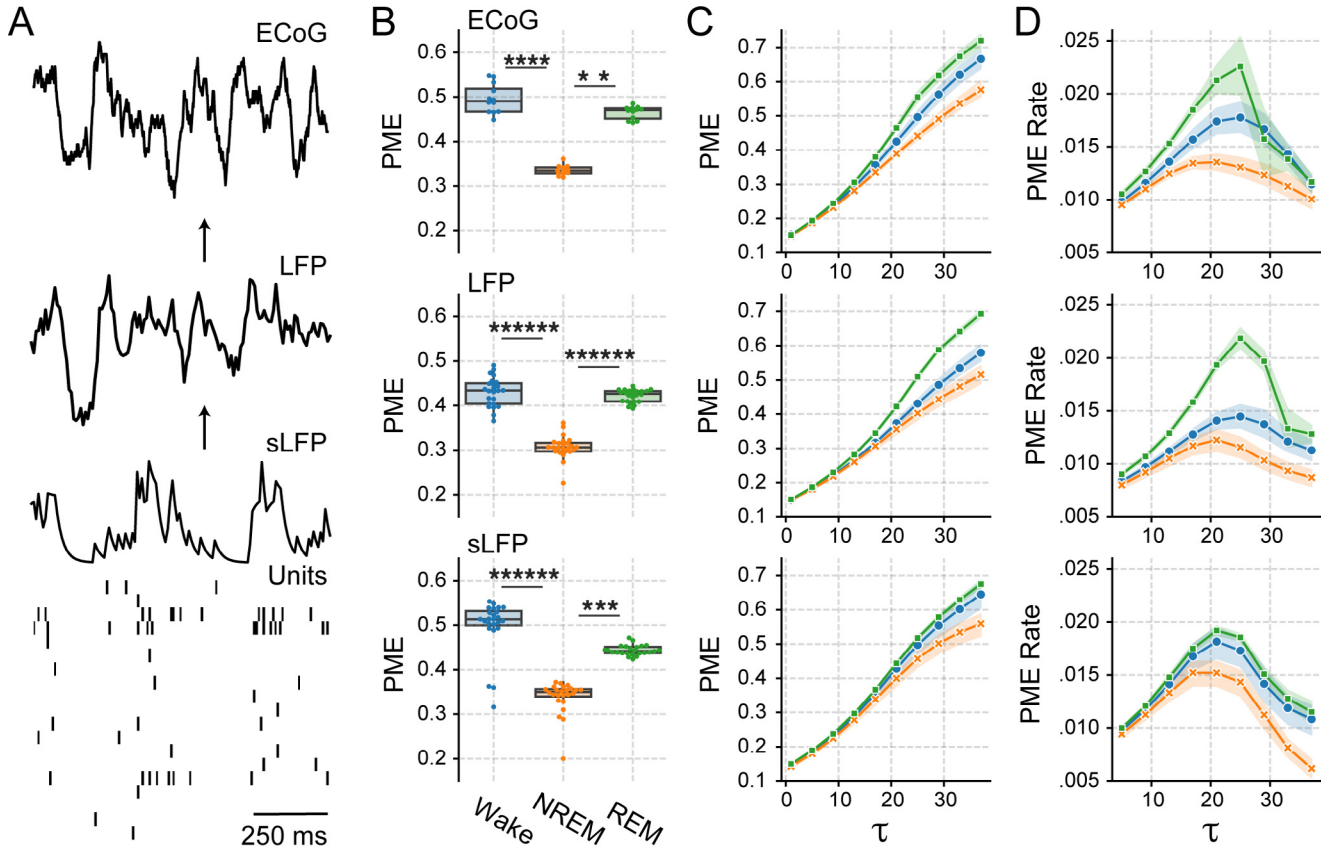 A
ECoG
LFP
sLFP
Units
250 ms
B
ECoG
PME
0.6
0.5
0.4
0.3
0.2
****
* *
LFP
PME
0.6
0.5
0.4
0.3
0.2
******
******
sLFP
PME
0.6
0.5
0.4
0.3
0.2
******
***
Wake
NREM
REM
C
PME
0.7
0.6
0.5
0.4
0.3
0.2
0.1
0 10 20 30
PME
0.7
0.6
0.5
0.4
0.3
0.2
0.1
0 10 20 30
PME
0.7
0.6
0.5
0.4
0.3
0.2
0.1
0 10 20 30
τ
D
PME Rate
.025
.020
.015
.010
.005
10 20 30
PME Rate
.025
.020
.015
.010
.005
10 20 30
PME Rate
.025
.020
.015
.010
.005
10 20 30
τ